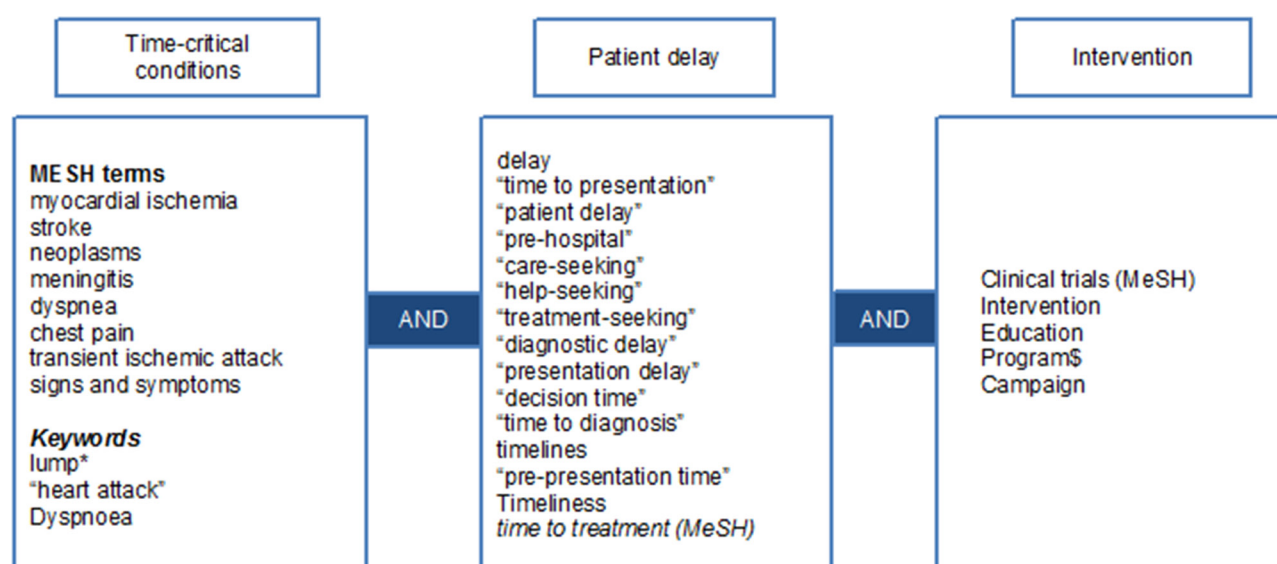 Time-critical
conditions
Patient delay
Intervention
MESH terms
myocardial ischemia
stroke
neoplasms
meningitis
dyspnea
chest pain
transient ischemic attack
signs and symptoms
Keywords
lump*
“heart attack”
Dyspnoea
AND
delay
“time to presentation”
“patient delay”
“pre-hospital”
“care-seeking”
“help-seeking”
“treatment-seeking”
“diagnostic delay”
“presentation delay”
“decision time”
“time to diagnosis”
timelines
“pre-presentation time”
Timeliness
time to treatment (MeSH)
AND
Clinical trials (MeSH)
Intervention
Education
Program$
Campaign